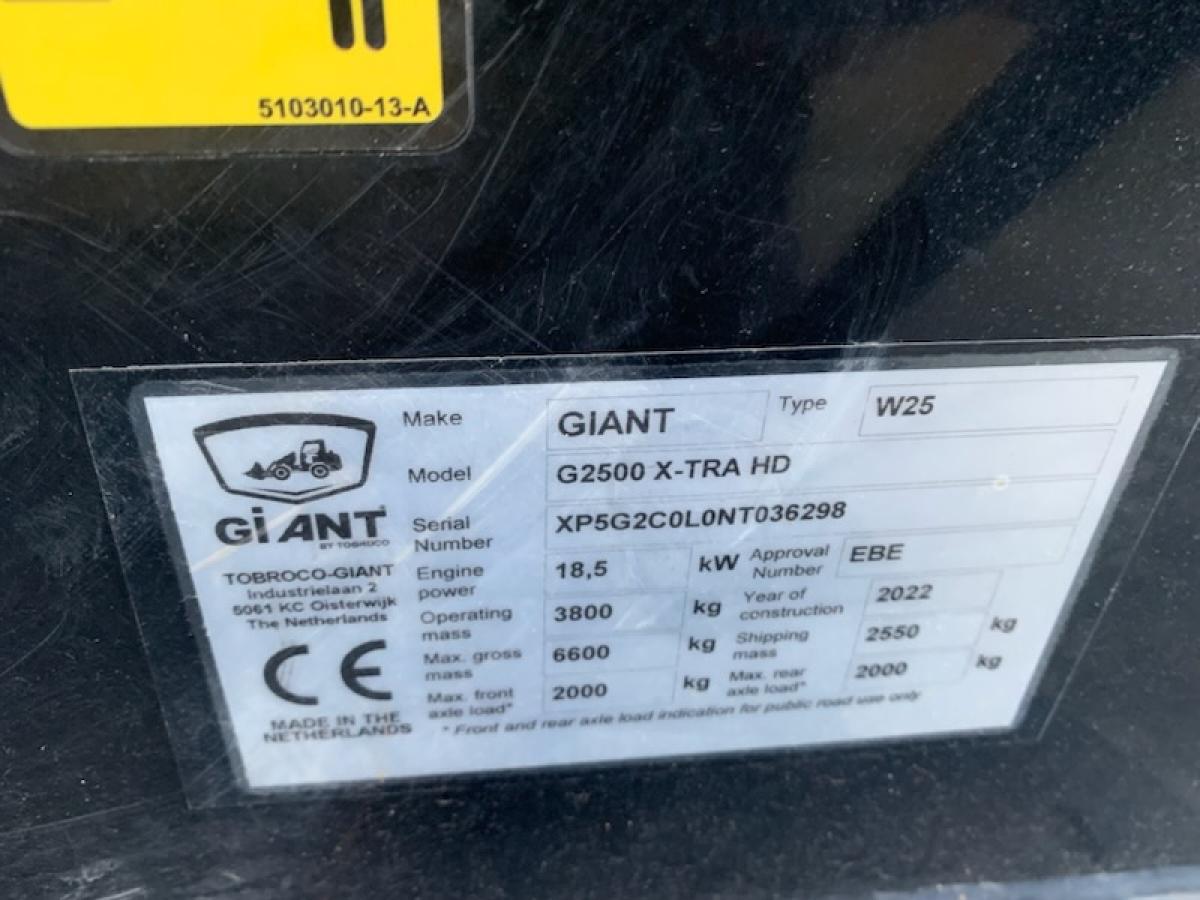 5103010-13-A
Make GIANT Type W25
Model G2500 X-TRA HD
Serial Number XP5G2C0L0NT036298
Engine power 18,5 kW Approval Number EBE
Operating mass 3800 kg Year of construction 2022
Max. gross mass 6600 kg Shipping mass 2550 kg
Max. front axle load* 2000 kg Max. rear axle load* 2000 kg
* Front and rear axle load indication for public road use only
GiANT
BY TOBROCO
TOBROCO-GIANT
Industrielaan 2
5061 KC Oisterwijk
The Netherlands
CE
MADE IN THE
NETHERLANDS